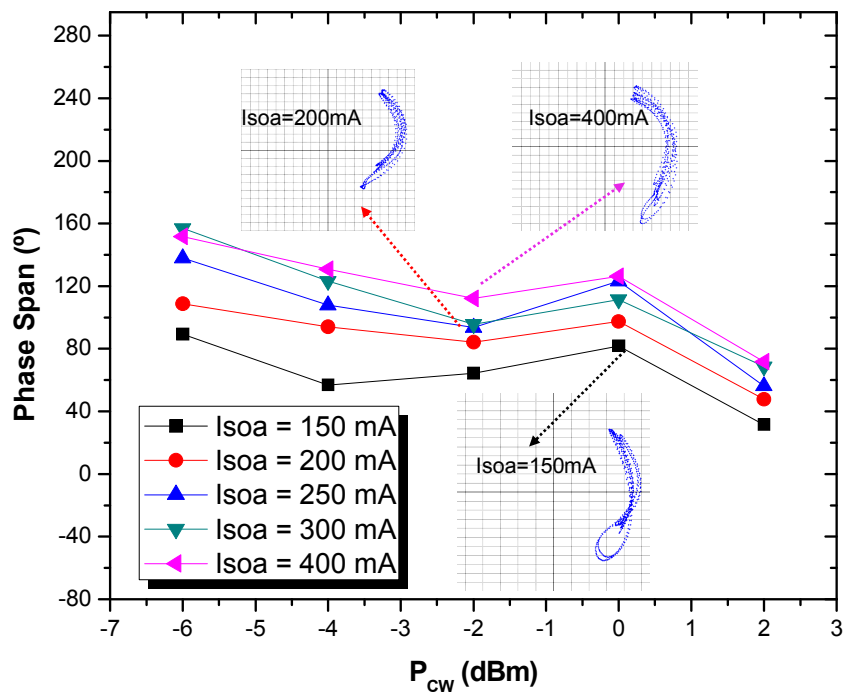 280
240
200
160
120
80
40
0
-40
-80
Phase Span (º)
Isoa=200mA
Isoa=400mA
Isoa=150mA
Isoa = 150 mA
Isoa = 200 mA
Isoa = 250 mA
Isoa = 300 mA
Isoa = 400 mA
-7 -6 -5 -4 -3 -2 -1 0 1 2 3
PCW (dBm)